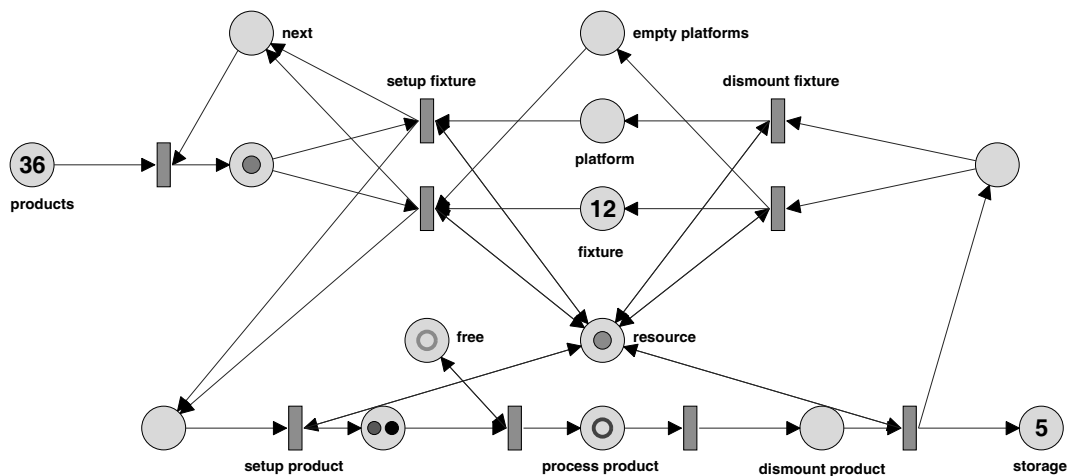 next
empty platforms
setup fixture
dismount fixture
36
platform
products
12
fixture
free
resource
5
setup product
process product
dismount product
storage